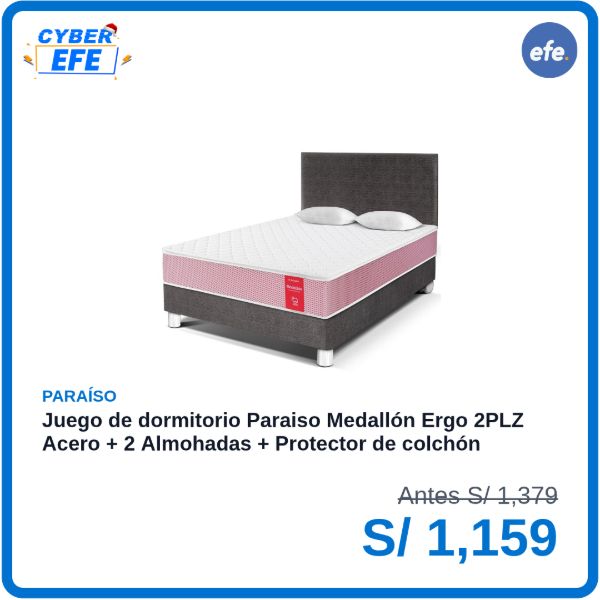 CYBER
EFE
efe.
PARAÍSO
Juego de dormitorio Paraiso Medallón Ergo 2PLZ
Acero + 2 Almohadas + Protector de colchón
Antes S/ 1,379
S/ 1,159